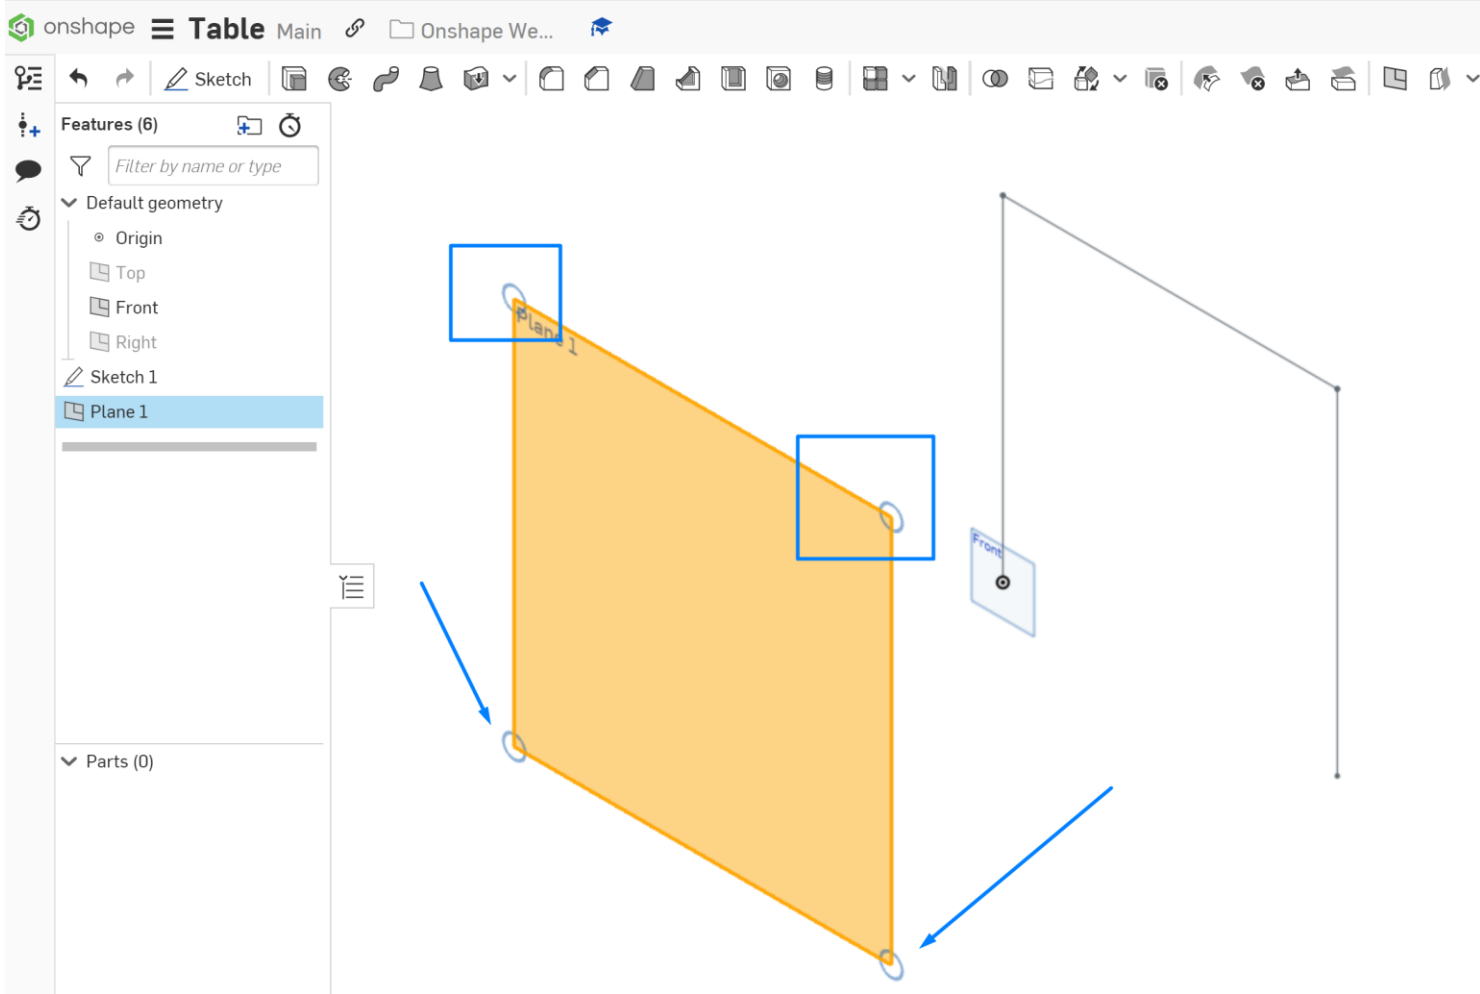 onshape Table Main Onshape We...
Sketch
Features (6)
Filter by name or type
Default geometry
Origin
Top
Front
Right
Sketch 1
Plane 1
Parts (0)
Plane 1
Front